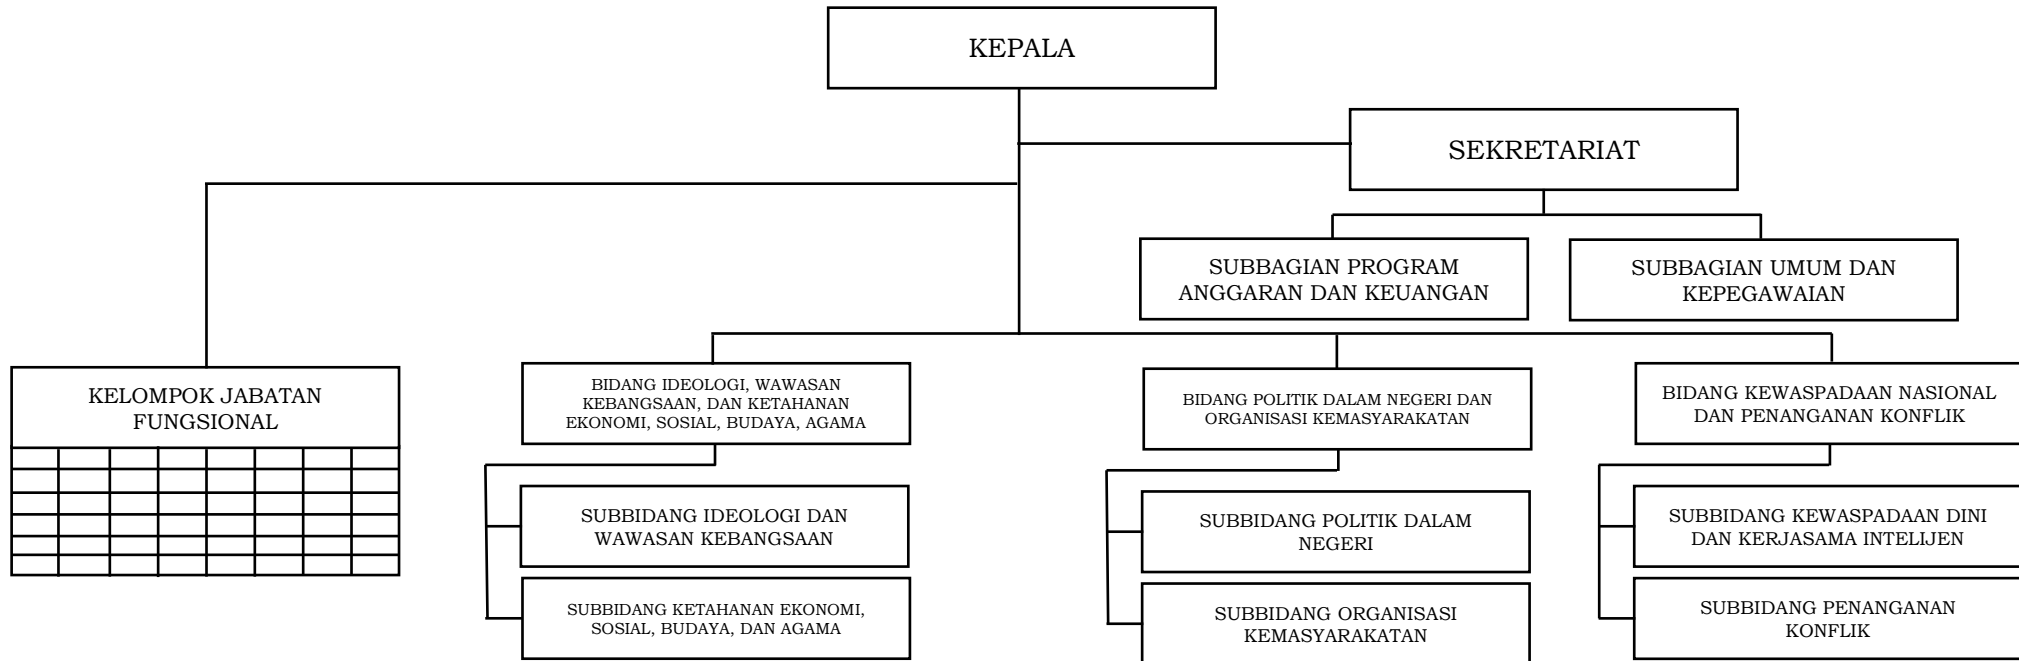 KEPALA
SEKRETARIAT
SUBBAGIAN PROGRAM
ANGGARAN DAN KEUANGAN
SUBBAGIAN UMUM DAN
KEPEGAWAIAN
KELOMPOK JABATAN
FUNGSIONAL
BIDANG IDEOLOGI, WAWASAN
KEBANGSAAN, DAN KETAHANAN
EKONOMI, SOSIAL, BUDAYA, AGAMA
BIDANG POLITIK DALAM NEGERI DAN
ORGANISASI KEMASYARAKATAN
BIDANG KEWASPADAAN NASIONAL
DAN PENANGANAN KONFLIK
SUBBIDANG IDEOLOGI DAN
WAWASAN KEBANGSAAN
SUBBIDANG POLITIK DALAM
NEGERI
SUBBIDANG KEWASPADAAN DINI
DAN KERJASAMA INTELIJEN
SUBBIDANG KETAHANAN EKONOMI,
SOSIAL, BUDAYA, DAN AGAMA
SUBBIDANG ORGANISASI
KEMASYARAKATAN
SUBBIDANG PENANGANAN
KONFLIK